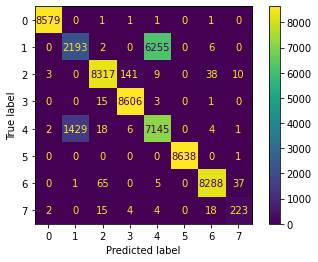 0 8579 0 1 1 1 0 1 0
1 0 2193 2 0 6255 0 6 0
2 3 0 8317 141 9 0 38 10
3 0 0 15 8606 3 0 1 0
4 2 1429 18 6 7145 0 4 1
5 0 0 0 0 0 8638 0 1
6 0 1 65 0 5 0 8288 37
7 2 0 15 4 4 0 18 223
0 1 2 3 4 5 6 7
True label
Predicted label
8000
7000
6000
5000
4000
3000
2000
1000
0